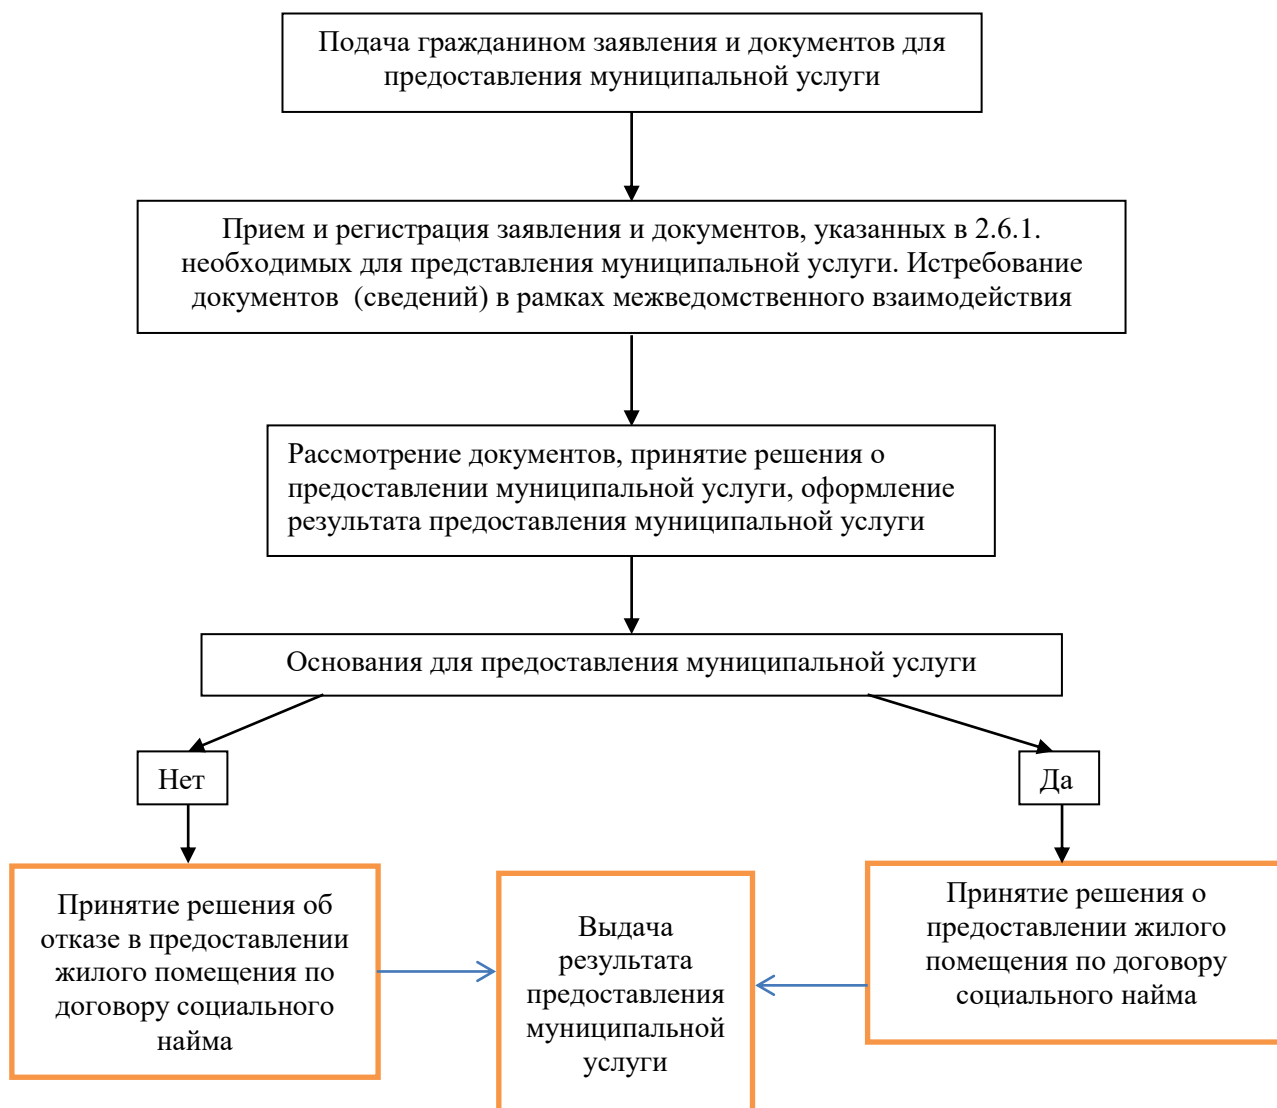 Подача гражданином заявления и документов для
предоставления муниципальной услуги
Прием и регистрация заявления и документов, указанных в 2.6.1.
необходимых для представления муниципальной услуги. Истребование
документов  (сведений) в рамках межведомственного взаимодействия
Рассмотрение документов, принятие решения о
предоставлении муниципальной услуги, оформление
результата предоставления муниципальной услуги
Основания для предоставления муниципальной услуги
Нет
Да
Принятие решения об
отказе в предоставлении
жилого помещения по
договору социального
найма
Выдача
результата
предоставления
муниципальной
услуги
Принятие решения о
предоставлении жилого
помещения по договору
социального найма